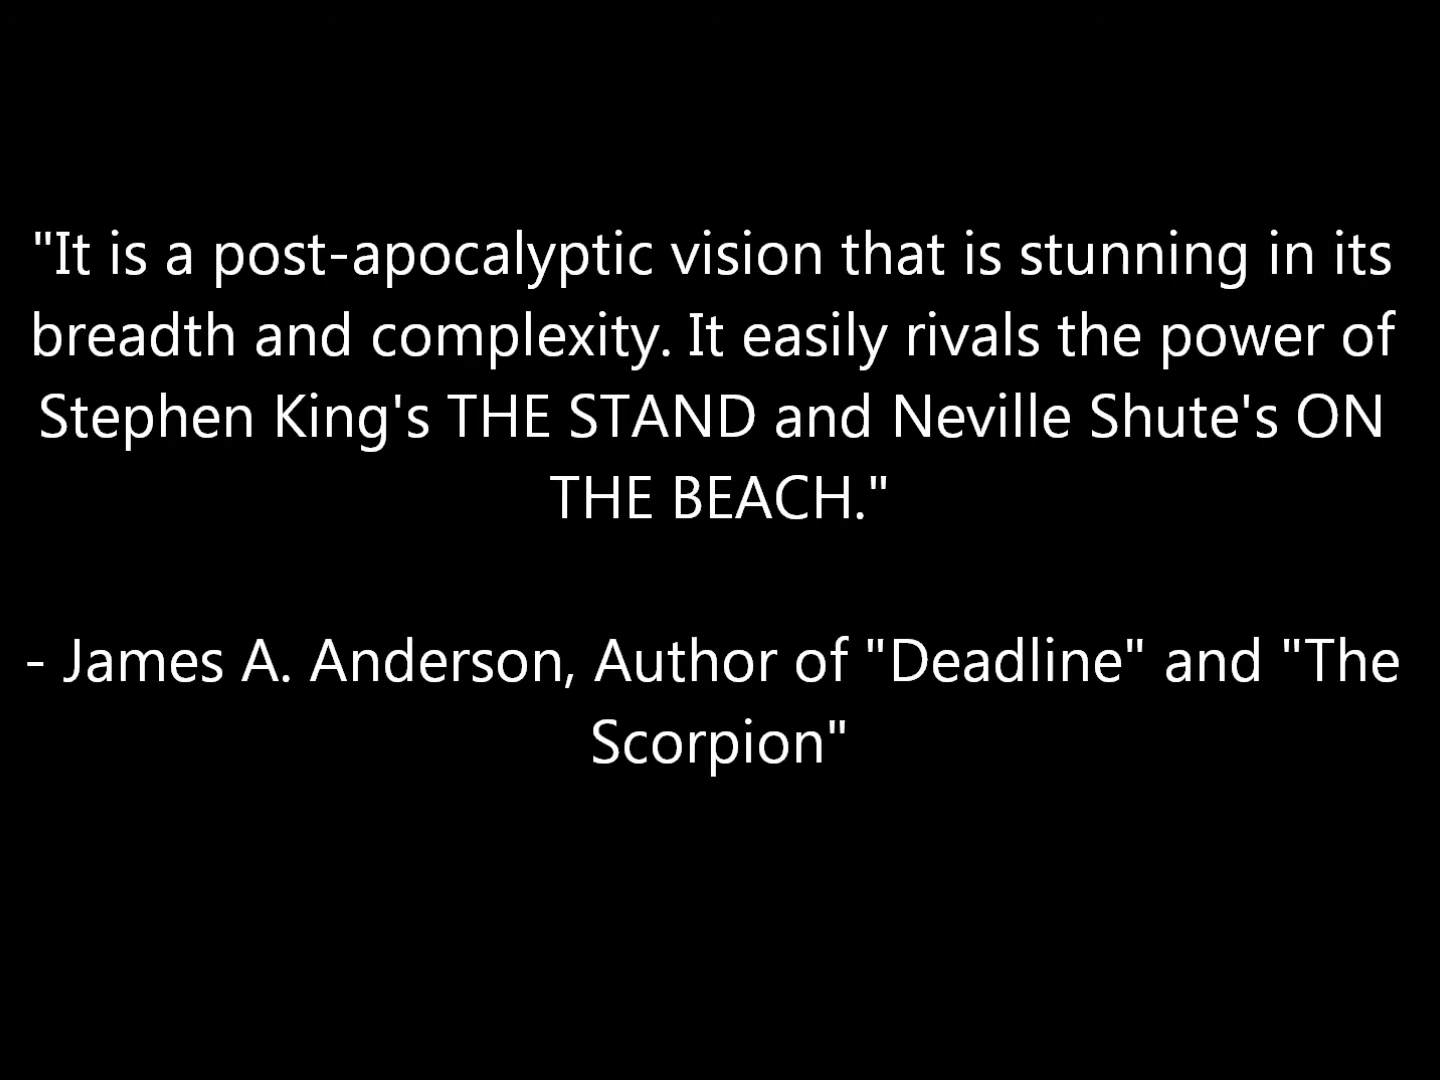 "It is a post-apocalyptic vision that is stunning in its
breadth and complexity. It easily rivals the power of
Stephen King's THE STAND and Neville Shute's ON
THE BEACH."
- James A. Anderson, Author of "Deadline" and "The
Scorpion"